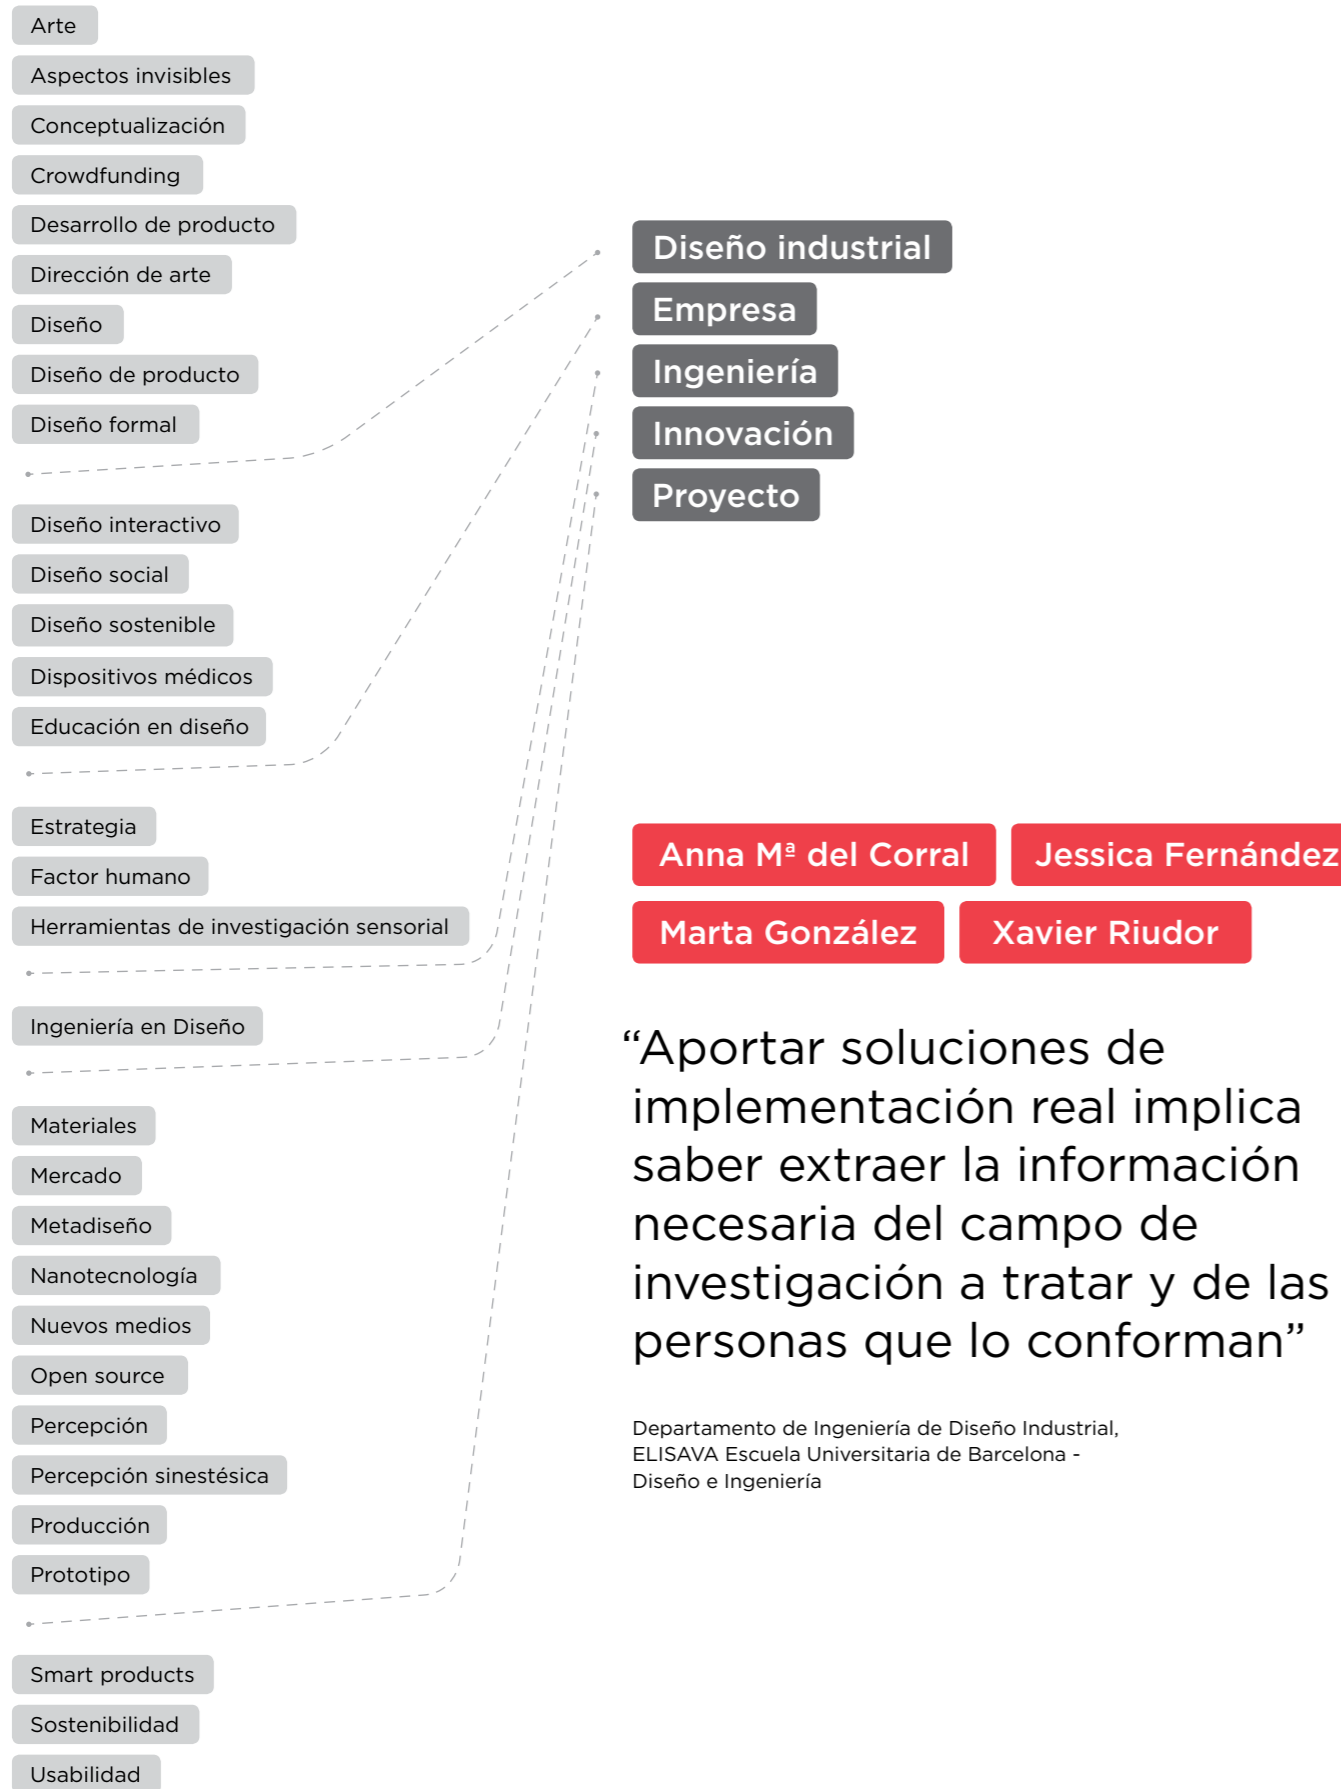 Arte
Aspectos invisibles
Conceptualización
Crowdfunding
Desarrollo de producto
Dirección de arte
Diseño
Diseño de producto
Diseño formal
Diseño interactivo
Diseño social
Diseño sostenible
Dispositivos médicos
Educación en diseño
Estrategia
Factor humano
Herramientas de investigación sensorial
Ingeniería en Diseño
Materiales
Mercado
Metadiseño
Nanotecnología
Nuevos medios
Open source
Percepción
Percepción sinestésica
Producción
Prototipo
Smart products
Sostenibilidad
Usabilidad
Diseño industrial
Empresa
Ingeniería
Innovación
Proyecto
Anna Mª del Corral
Jessica Fernández
Marta González
Xavier Riudor
“Aportar soluciones de
implementación real implica
saber extraer la información
necesaria del campo de
investigación a tratar y de las
personas que lo conforman”
Departamento de Ingeniería de Diseño Industrial,
ELISAVA Escuela Universitaria de Barcelona -
Diseño e Ingeniería